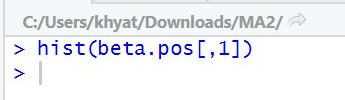 C:/Users/khyat/Downloads/MA2/
> hist(beta.pos[,1])
>